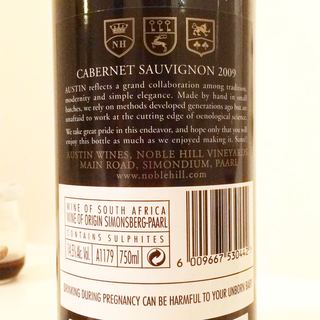 NH
CABERNET SAUVIGNON 2009
AUSTIN reflects a grand collaboration among tradition,
modernity and simple elegance. Made by hand in small
batches, we rely on methods developed generations ago but are
unafraid to work at the cutting edge of oenological science.
We take great pride in this endeavor, and hope only that you will
enjoy this bottle as much as we enjoyed making it.
AUSTIN WINES, NOBLE HILL VINEYARDS
MAIN ROAD, SIMONDIUM, PAARL
www.noblehill.com
WINE OF SOUTH AFRICA
WINE OF ORIGIN SIMONSBERG-PAARL
CONTAINS SULPHITES
14.5% Alc. Vol. A1179 750ml
6 009667 53044
DRINKING DURING PREGNANCY CAN BE HARMFUL TO YOUR UNBORN BABY